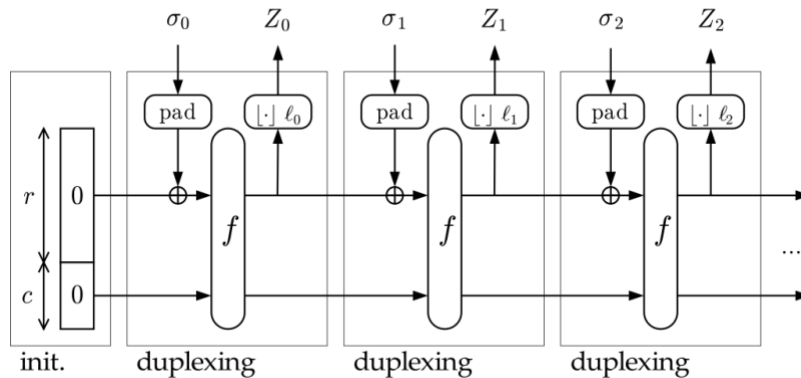 σ₀ Z₀ σ₁ Z₁ σ₂ Z₂
pad ⌊·⌋ ℓ₀ pad ⌊·⌋ ℓ₁ pad ⌊·⌋ ℓ₂
r 0
f f f
c 0
...
init. duplexing duplexing duplexing